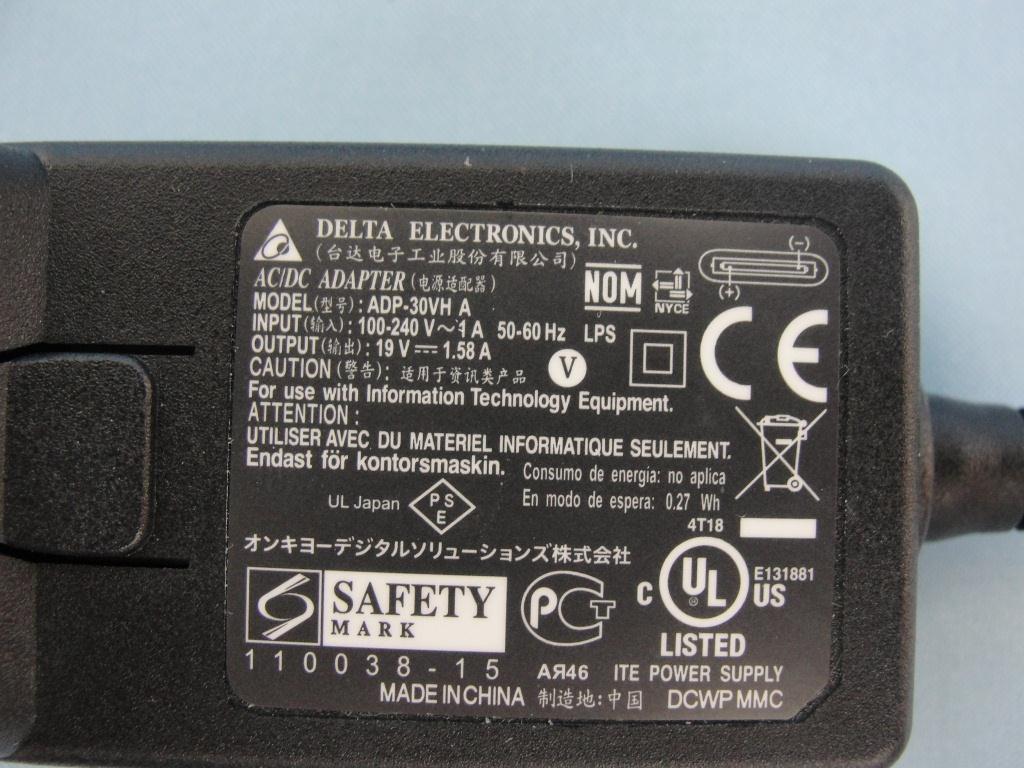 DELTA ELECTRONICS, INC.
(台达电子工业股份有限公司)
AC/DC ADAPTER (电源适配器)
MODEL(型号): ADP-30VH A
INPUT(输入): 100-240 V～1 A 50-60 Hz LPS
OUTPUT(输出): 19 V⎓1.58 A
CAUTION (警告): 适用于资讯类产品
For use with Information Technology Equipment.
ATTENTION :
UTILISER AVEC DU MATERIEL INFORMATIQUE SEULEMENT.
Endast för kontorsmaskin.
Consumo de energía: no aplica
En modo de espera: 0.27 Wh
NOM
NYCE
(-)
(+)
V
CE
UL Japan
PS
E
4T18
オンキヨーデジタルソリューションズ株式会社
SAFETY
MARK
110038-15
PCT
АЯ46
C UL ® US
E131881
LISTED
ITE POWER SUPPLY
MADE IN CHINA 制造地:中国 DCWP MMC